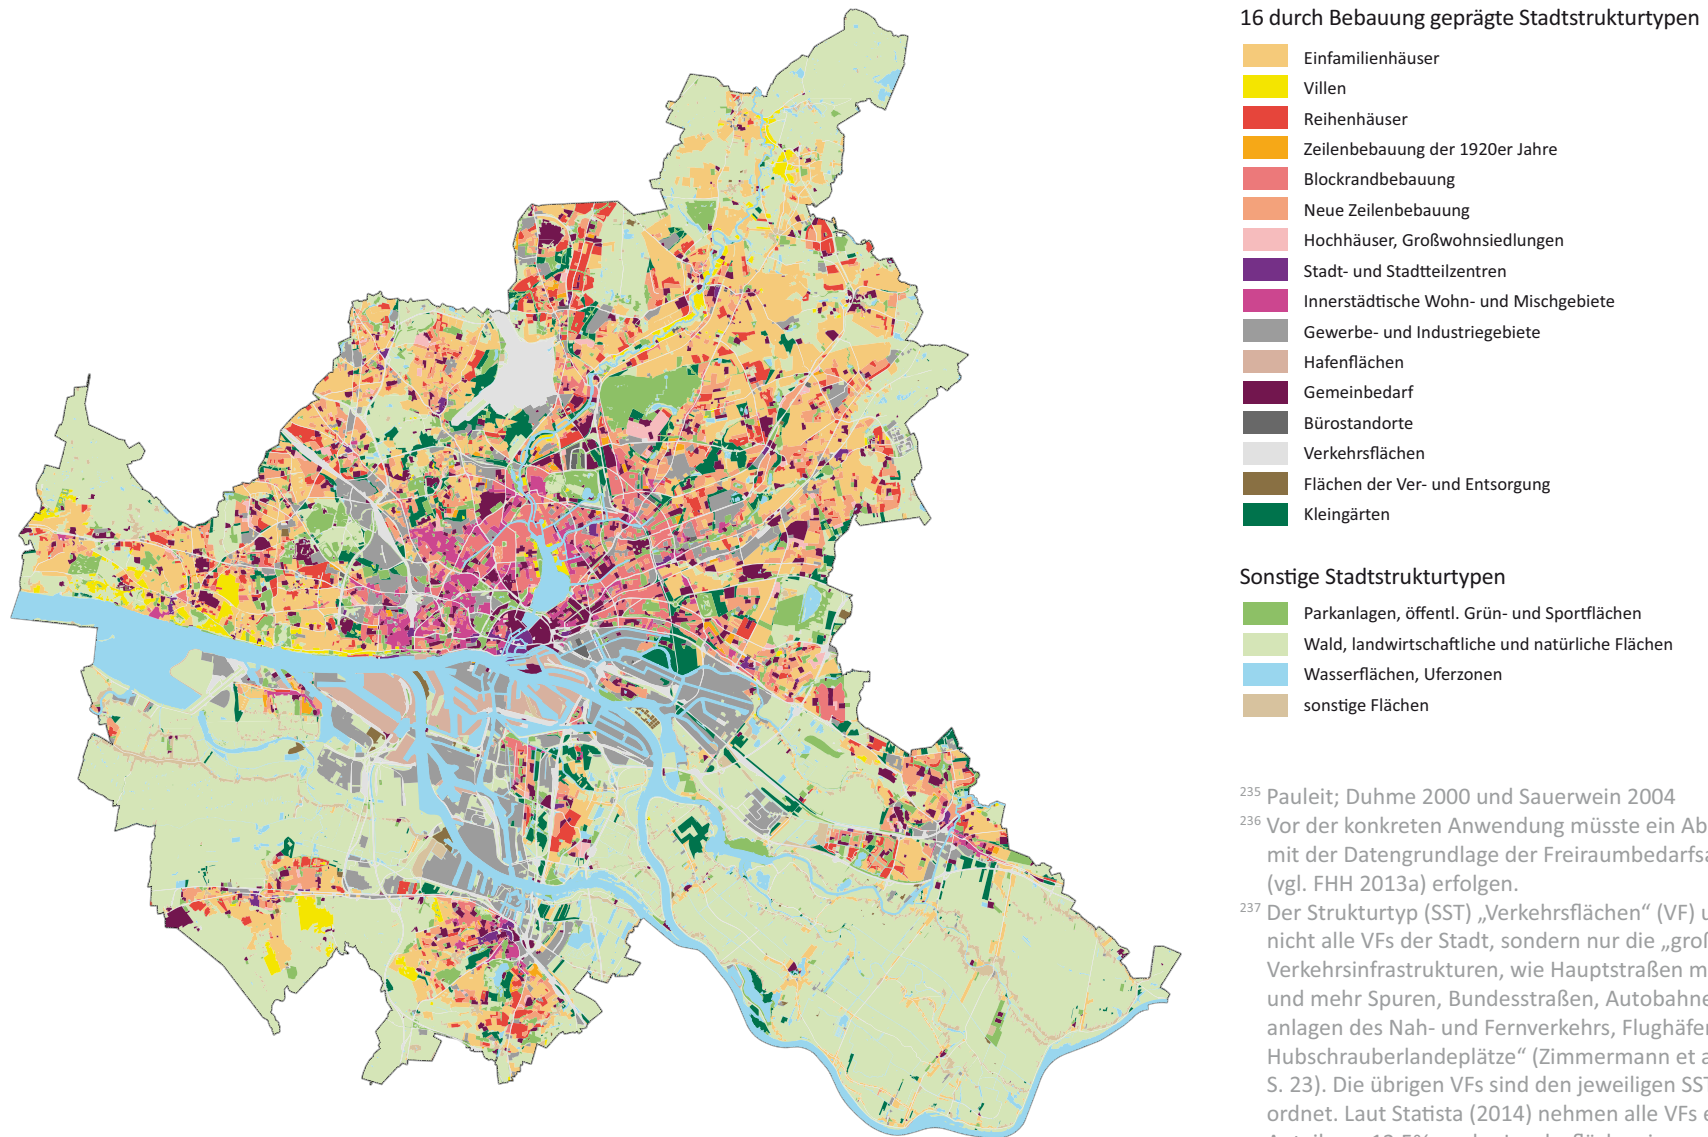 16 durch Bebauung geprägte Stadtstrukturtypen
Einfamilienhäuser
Villen
Reihenhäuser
Zeilenbebauung der 1920er Jahre
Blockrandbebauung
Neue Zeilenbebauung
Hochhäuser, Großwohnsiedlungen
Stadt- und Stadtteilzentren
Innerstädtische Wohn- und Mischgebiete
Gewerbe- und Industriegebiete
Hafenflächen
Gemeinbedarf
Bürostandorte
Verkehrsflächen
Flächen der Ver- und Entsorgung
Kleingärten
Sonstige Stadtstrukturtypen
Parkanlagen, öffentl. Grün- und Sportflächen
Wald, landwirtschaftliche und natürliche Flächen
Wasserflächen, Uferzonen
sonstige Flächen
235 Pauleit; Duhme 2000 und Sauerwein 2004
236 Vor der konkreten Anwendung müsste ein Ab
mit der Datengrundlage der Freiraumbedarfsa
(vgl. FHH 2013a) erfolgen.
237 Der Strukturtyp (SST) „Verkehrsflächen“ (VF) u
nicht alle VFs der Stadt, sondern nur die „groß
Verkehrsinfrastrukturen, wie Hauptstraßen m
und mehr Spuren, Bundesstraßen, Autobahne
anlagen des Nah- und Fernverkehrs, Flughäfe
Hubschrauberlandeplätze“ (Zimmermann et a
S. 23). Die übrigen VFs sind den jeweiligen SST
ordnet. Laut Statista (2014) nehmen alle VFs e